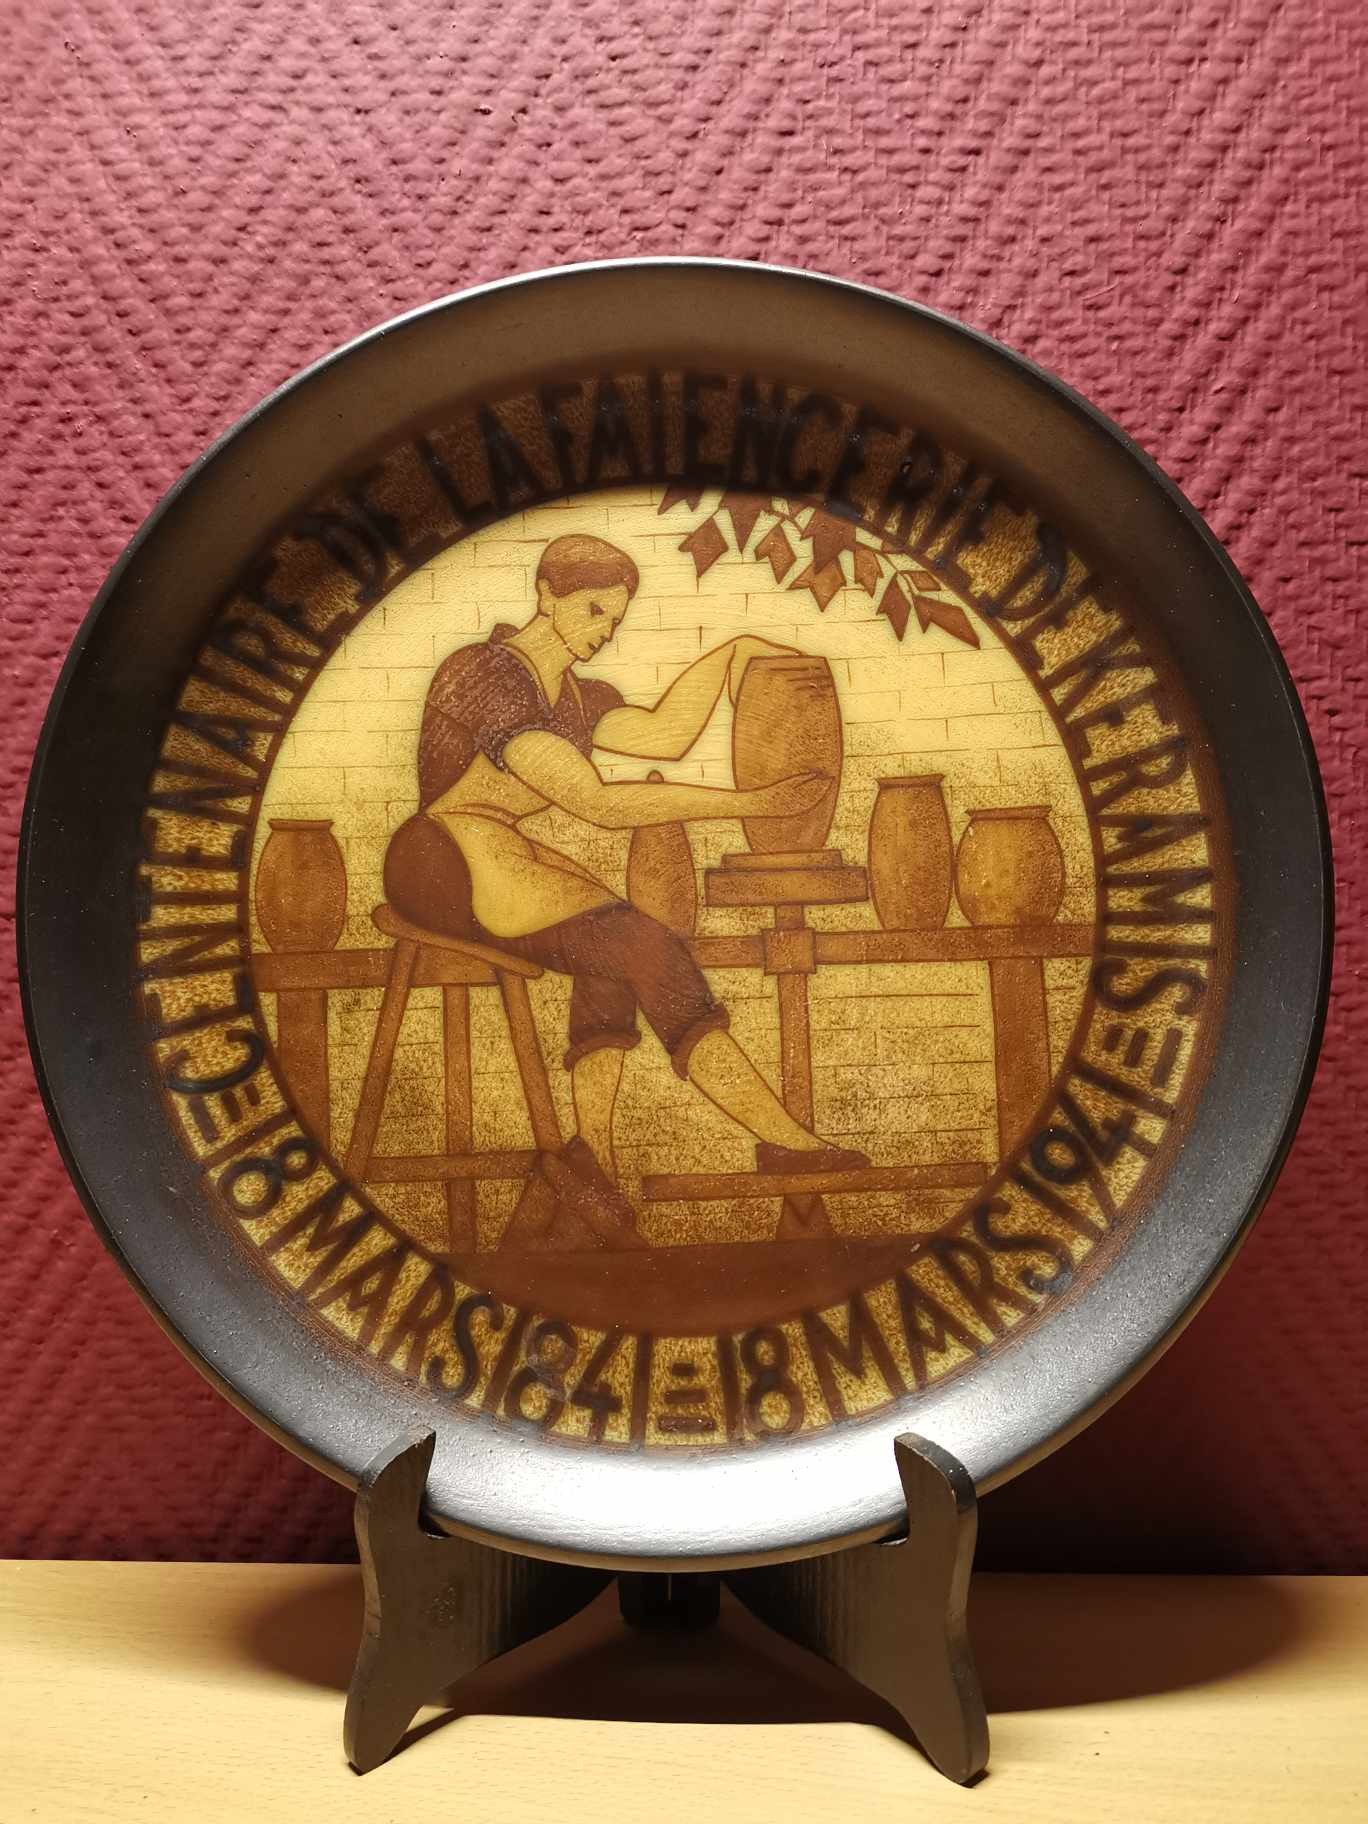 CENTENAIRE DE LA FAIENCERIE DE KERAMIS =
18 MARS 1841 = 18 MARS 1941 =